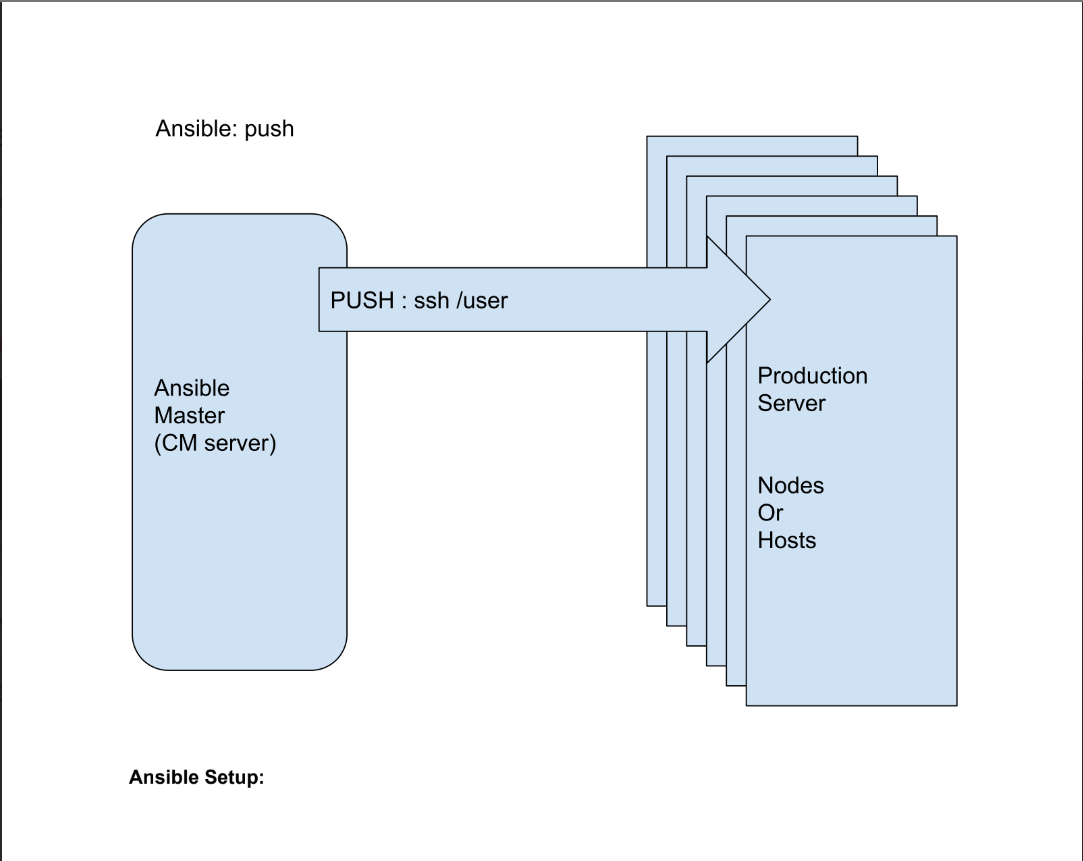 Ansible: push
PUSH : ssh /user
Ansible
Master
(CM server)
Production
Server
Nodes
Or
Hosts
Ansible Setup: